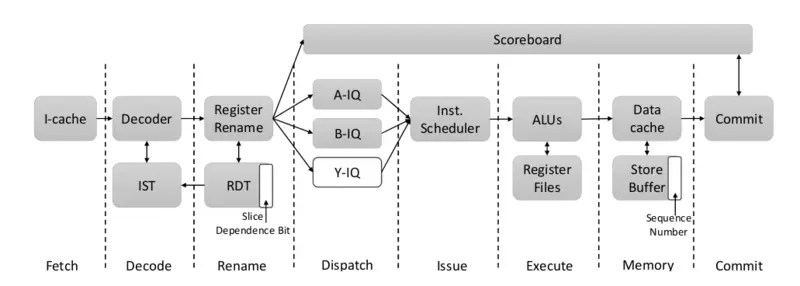 Scoreboard
I-cache
Decoder
Register
Rename
A-IQ
B-IQ
Y-IQ
Inst.
Scheduler
ALUs
Data
cache
Commit
IST
RDT
Register
Files
Store
Buffer
Slice
Dependence Bit
Sequence
Number
Fetch
Decode
Rename
Dispatch
Issue
Execute
Memory
Commit